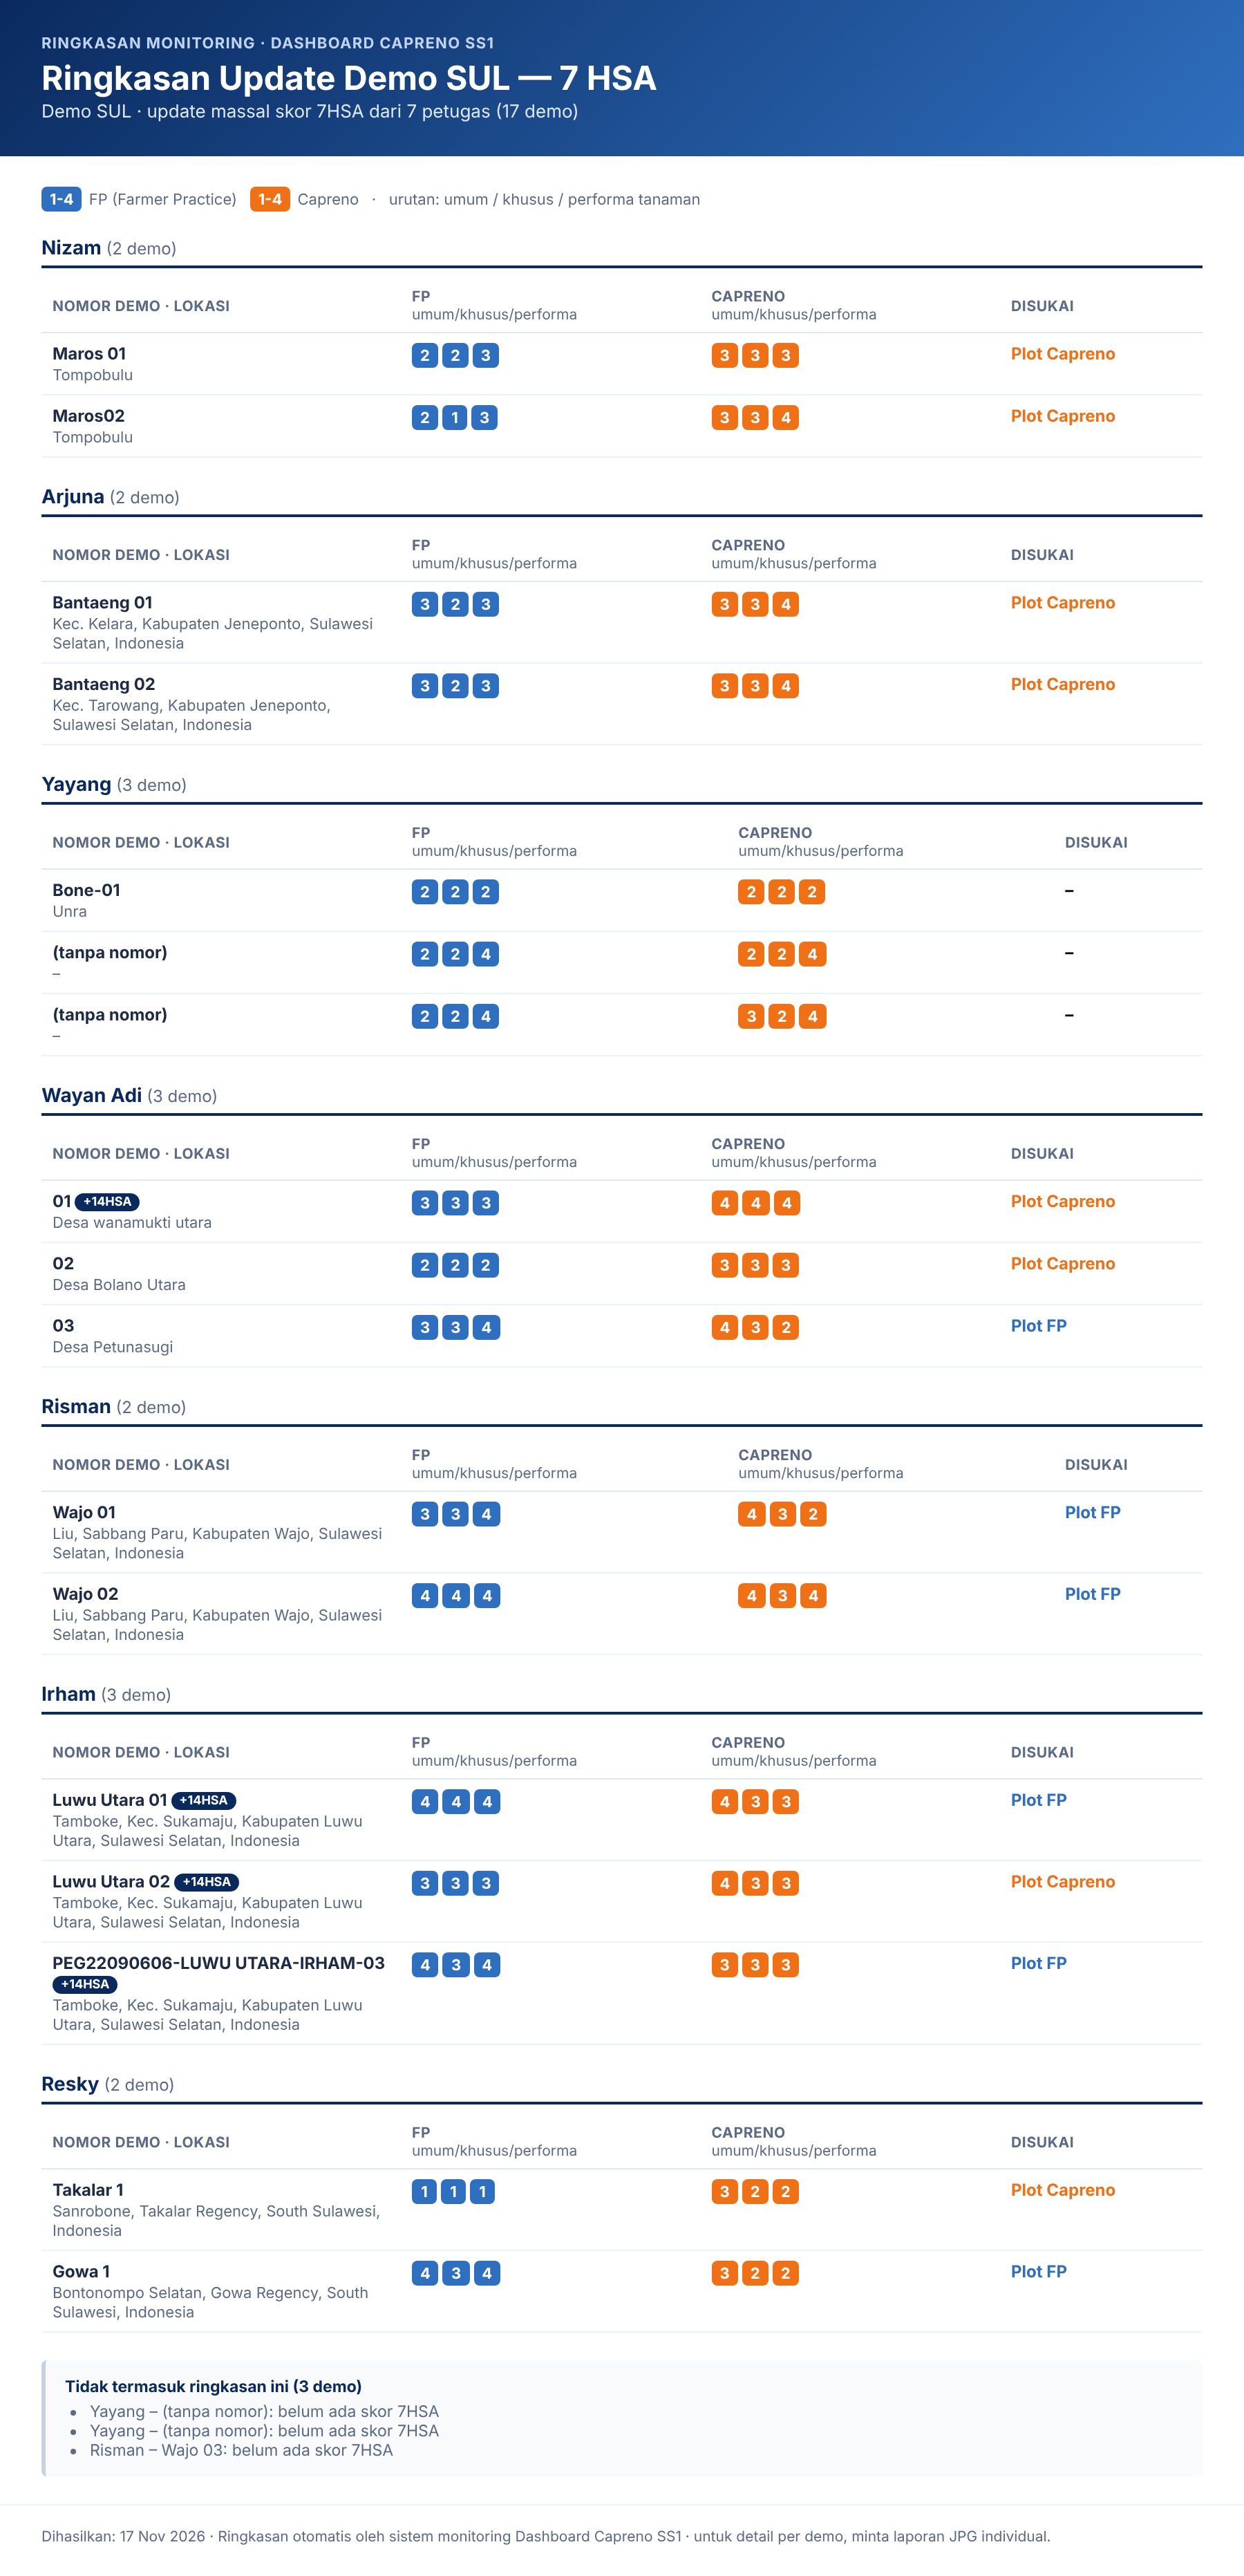 RINGKASAN MONITORING · DASHBOARD CAPRENO SS1
Ringkasan Update Demo SUL — 7 HSA
Demo SUL · update massal skor 7HSA dari 7 petugas (17 demo)
1-4 FP (Farmer Practice) 1-4 Capreno · urutan: umum / khusus / performa tanaman
Nizam (2 demo)
NOMOR DEMO · LOKASI FP CAPRENO DISUKAI
umum/khusus/performa umum/khusus/performa
Maros 01 2 2 3 3 3 3 Plot Capreno
Tompobulu
Maros02 2 1 3 3 3 4 Plot Capreno
Tompobulu
Arjuna (2 demo)
NOMOR DEMO · LOKASI FP CAPRENO DISUKAI
umum/khusus/performa umum/khusus/performa
Bantaeng 01 3 2 3 3 3 4 Plot Capreno
Kec. Kelara, Kabupaten Jeneponto, Sulawesi
Selatan, Indonesia
Bantaeng 02 3 2 3 3 3 4 Plot Capreno
Kec. Tarowang, Kabupaten Jeneponto,
Sulawesi Selatan, Indonesia
Yayang (3 demo)
NOMOR DEMO · LOKASI FP CAPRENO DISUKAI
umum/khusus/performa umum/khusus/performa
Bone-01 2 2 2 2 2 2 –
Unra
(tanpa nomor) 2 2 4 2 2 4 –
–
(tanpa nomor) 2 2 4 3 2 4 –
–
Wayan Adi (3 demo)
NOMOR DEMO · LOKASI FP CAPRENO DISUKAI
umum/khusus/performa umum/khusus/performa
01 +14HSA 3 3 3 4 4 4 Plot Capreno
Desa wanamukti utara
02 2 2 2 3 3 3 Plot Capreno
Desa Bolano Utara
03 3 3 4 4 3 2 Plot FP
Desa Petunasugi
Risman (2 demo)
NOMOR DEMO · LOKASI FP CAPRENO DISUKAI
umum/khusus/performa umum/khusus/performa
Wajo 01 3 3 4 4 3 2 Plot FP
Liu, Sabbang Paru, Kabupaten Wajo, Sulawesi
Selatan, Indonesia
Wajo 02 4 4 4 4 3 4 Plot FP
Liu, Sabbang Paru, Kabupaten Wajo, Sulawesi
Selatan, Indonesia
Irham (3 demo)
NOMOR DEMO · LOKASI FP CAPRENO DISUKAI
umum/khusus/performa umum/khusus/performa
Luwu Utara 01 +14HSA 4 4 4 4 3 3 Plot FP
Tamboke, Kec. Sukamaju, Kabupaten Luwu
Utara, Sulawesi Selatan, Indonesia
Luwu Utara 02 +14HSA 3 3 3 4 3 3 Plot Capreno
Tamboke, Kec. Sukamaju, Kabupaten Luwu
Utara, Sulawesi Selatan, Indonesia
PEG22090606-LUWU UTARA-IRHAM-03 4 3 4 3 3 3 Plot FP
+14HSA
Tamboke, Kec. Sukamaju, Kabupaten Luwu
Utara, Sulawesi Selatan, Indonesia
Resky (2 demo)
NOMOR DEMO · LOKASI FP CAPRENO DISUKAI
umum/khusus/performa umum/khusus/performa
Takalar 1 1 1 1 3 2 2 Plot Capreno
Sanrobone, Takalar Regency, South Sulawesi,
Indonesia
Gowa 1 4 3 4 3 2 2 Plot FP
Bontonompo Selatan, Gowa Regency, South
Sulawesi, Indonesia
Tidak termasuk ringkasan ini (3 demo)
• Yayang – (tanpa nomor): belum ada skor 7HSA
• Yayang – (tanpa nomor): belum ada skor 7HSA
• Risman – Wajo 03: belum ada skor 7HSA
Dihasilkan: 17 Nov 2026 · Ringkasan otomatis oleh sistem monitoring Dashboard Capreno SS1 · untuk detail per demo, minta laporan JPG individual.